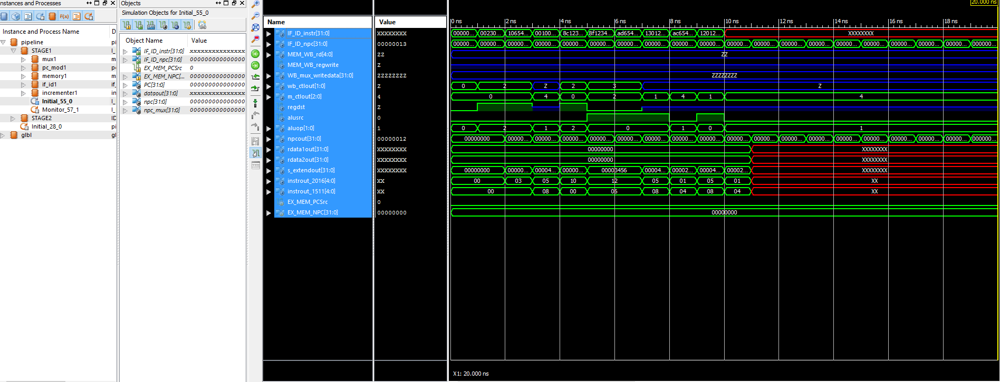 nstances and Processes
Objects
20.000 ns
Simulation Objects for Initial_55_0
Instance and Process Name
D
pipeline
pi
STAGE1
I_
mux1
m
pc_mod1
p
memory1
m
if_id1
if_
incrementer1
in
Initial_55_0
I_
Monitor_57_1
I_
STAGE2
ID
Initial_28_0
pi
glbl
gl
Object Name
Value
IF_ID_instr[31:0]
xxxxxxxxxxxxxxx
IF_ID_npc[31:0]
000000000000000
EX_MEM_PCSrc
0
EX_MEM_NPC[...
000000000000000
PC[31:0]
000000000000000
dataout[31:0]
xxxxxxxxxxxxxxx
npc[31:0]
000000000000000
npc_mux[31:0]
000000000000000
Name
Value
0 ns 2 ns 4 ns 6 ns 8 ns 10 ns 12 ns 14 ns 16 ns 18 ns
IF_ID_instr[31:0] XXXXXXXX 00000... 00230... 10654... 00100... 8c123... 8f1234... ad654... 13012... ac654... 12012... XXXXXXXX
IF_ID_npc[31:0] 00000013 00000... 00000... 00000... 00000... 00000... 00000... 00000... 00000... 00000... 00000... 00000... 00000... 00000... 00000... 00000... 00000... 00000... 00000... 00000... 000000...
MEM_WB_rd[4:0] ZZ ZZ
MEM_WB_regwrite Z
WB_mux_writedata[31:0] ZZZZZZZZ ZZZZZZZZ
wb_ctlout[1:0] Z 0 2 Z 2 3 Z
m_ctlout[2:0] 4 0 4 0 2 1 4 1 4
regdst Z
alusrc 0
aluop[1:0] 1 0 2 1 2 0 1 0 1
npcout[31:0] 00000012 00000000 00000... 00000... 00000... 00000... 00000... 00000... 00000... 00000... 00000... 00000... 00000... 00000... 00000... 00000... 00000... 00000... 00000... 000000...
rdata1out[31:0] XXXXXXXX 00000000 XXXXXXXX
rdata2out[31:0] XXXXXXXX 00000000 XXXXXXXX
s_extendout[31:0] XXXXXXXX 00000000 00000... 00004... 00000... 00003456 00004... 00002... 00004... 00002... XXXXXXXX
instrout_2016[4:0] XX 00 03 05 10 12 05 01 05 01 XX
instrout_1511[4:0] XX 00 08 00 06 08 04 08 04 XX
EX_MEM_PCSrc 0
EX_MEM_NPC[31:0] 00000000 00000000
X1: 20.000 ns